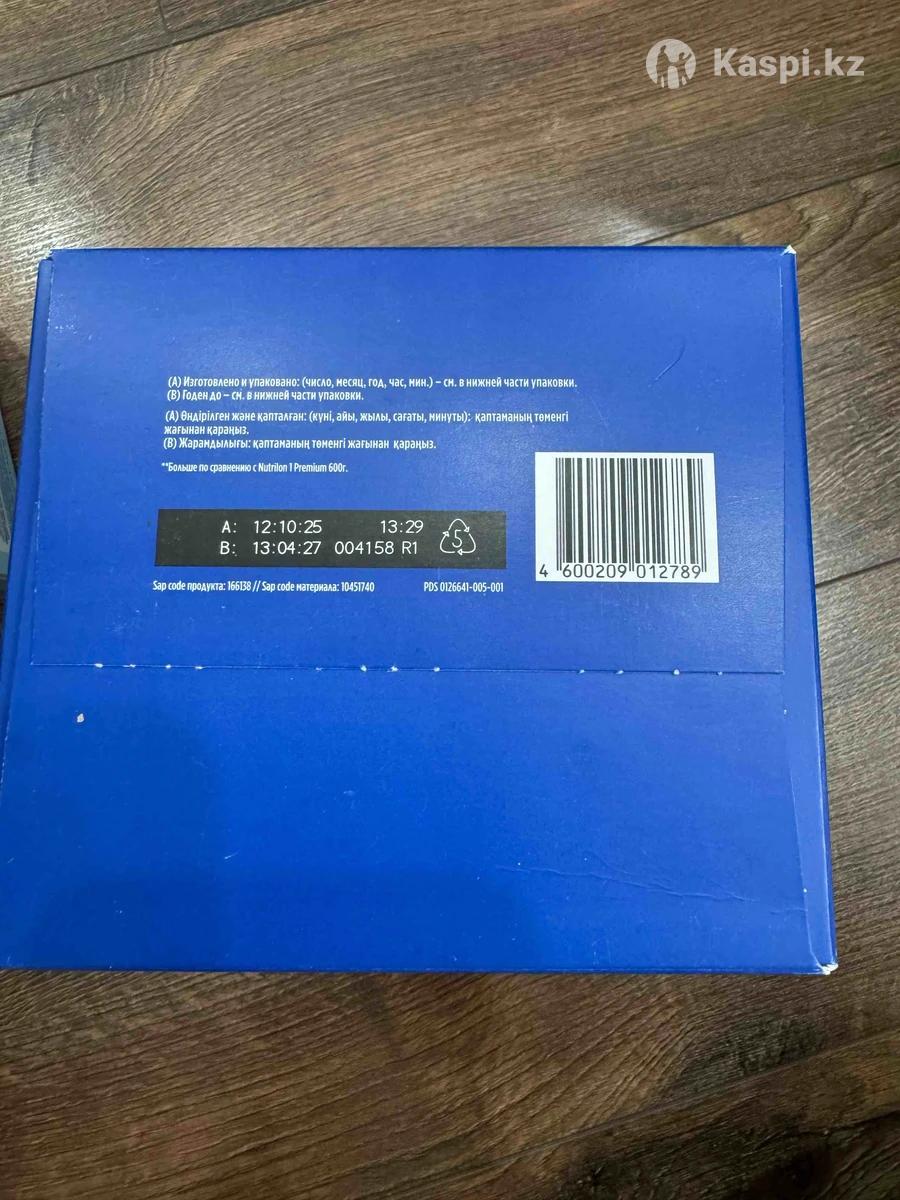 Kaspi.kz
(A) Изготовлено и упаковано: (число, месяц, год, час, мин.) – см. в нижней части упаковки.
(B) Годен до – см. в нижней части упаковки.
(A) Өндірілген және қапталған: (күні, айы, жылы, сағаты, минуты): қаптаманың төменгі
жағынан қараңыз.
(B) Жарамдылығы: қаптаманың төменгі жағынан қараңыз.
**Больше по сравнению с Nutrilon 1 Premium 600г.
A: 12:10:25 13:29
B: 13:04:27 004158 R1
5
4 600209 012789
Sap code продукта: 166138 // Sap code материала: 10451740 PDS 0126641-005-001